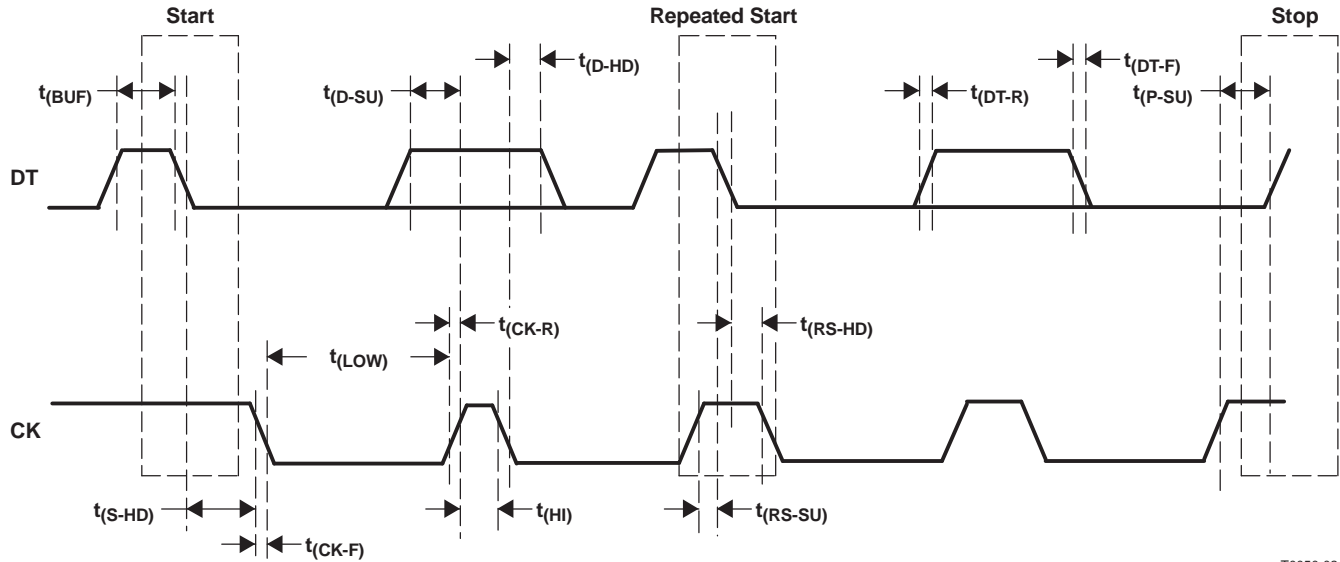 Start
Repeated Start
Stop
t(BUF)
t(D-SU)
t(D-HD)
t(DT-R)
t(DT-F)
t(P-SU)
DT
t(CK-R)
t(RS-HD)
t(LOW)
CK
t(S-HD)
t(HI)
t(RS-SU)
t(CK-F)